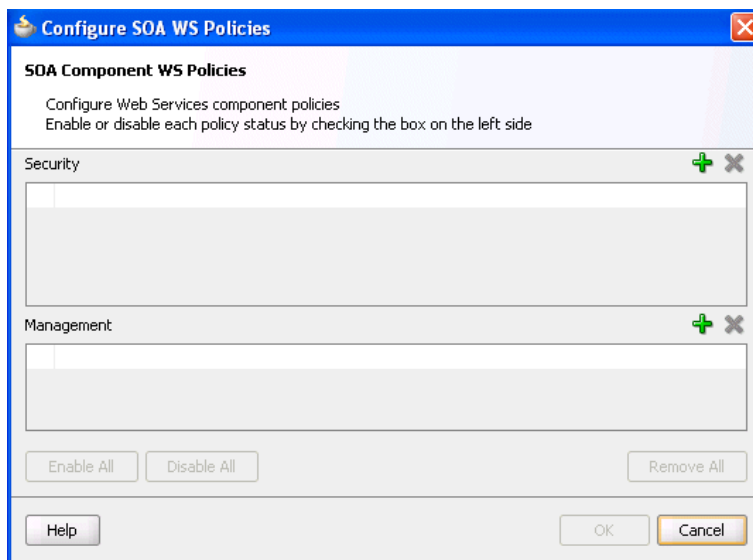 Configure SOA WS Policies
SOA Component WS Policies
Configure Web Services component policies
Enable or disable each policy status by checking the box on the left side
Security
Management
Enable All
Disable All
Remove All
Help
OK
Cancel